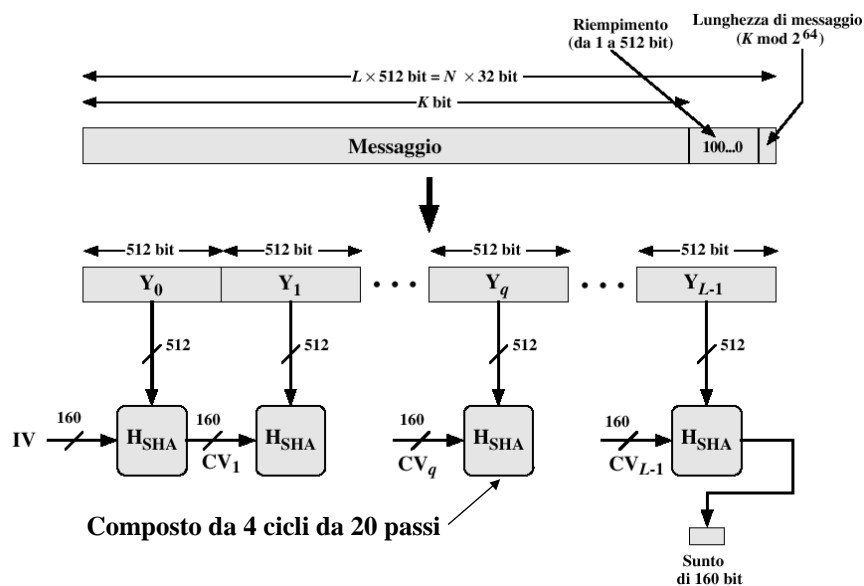 Riempimento
(da 1 a 512 bit)
Lunghezza di messaggio
(K mod 2^64)
L × 512 bit = N × 32 bit
K bit
Messaggio
100...0
512 bit
512 bit
512 bit
512 bit
Y0
Y1
• • •
Yq
• • •
YL-1
512
512
512
512
IV
160
HSHA
160
CV1
HSHA
160
CVq
HSHA
160
CVL-1
HSHA
Composto da 4 cicli da 20 passi
Sunto
di 160 bit